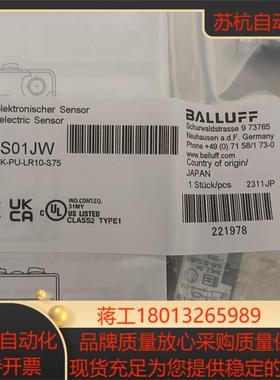 苏杭自动
elektronischer Sensor
electric Sensor
S01JW
K-PU-LR10-S75
BALLUFF
Schurwaldstrasse 9 73765
Neuhausen a.d.F. Germany
Phone +49 (0) 71 58/1 73-0
www.balluff.com
Country of origin/
JAPAN
1 Stück/pcs 2311JP
UK
CA
IND.CONT.EQ.
31MY
US LISTED
CLASS2 TYPE1
221978
蒋工18013265989
自动化
品牌质量放心采购质量保
开票
现货充足为您提供稳定的